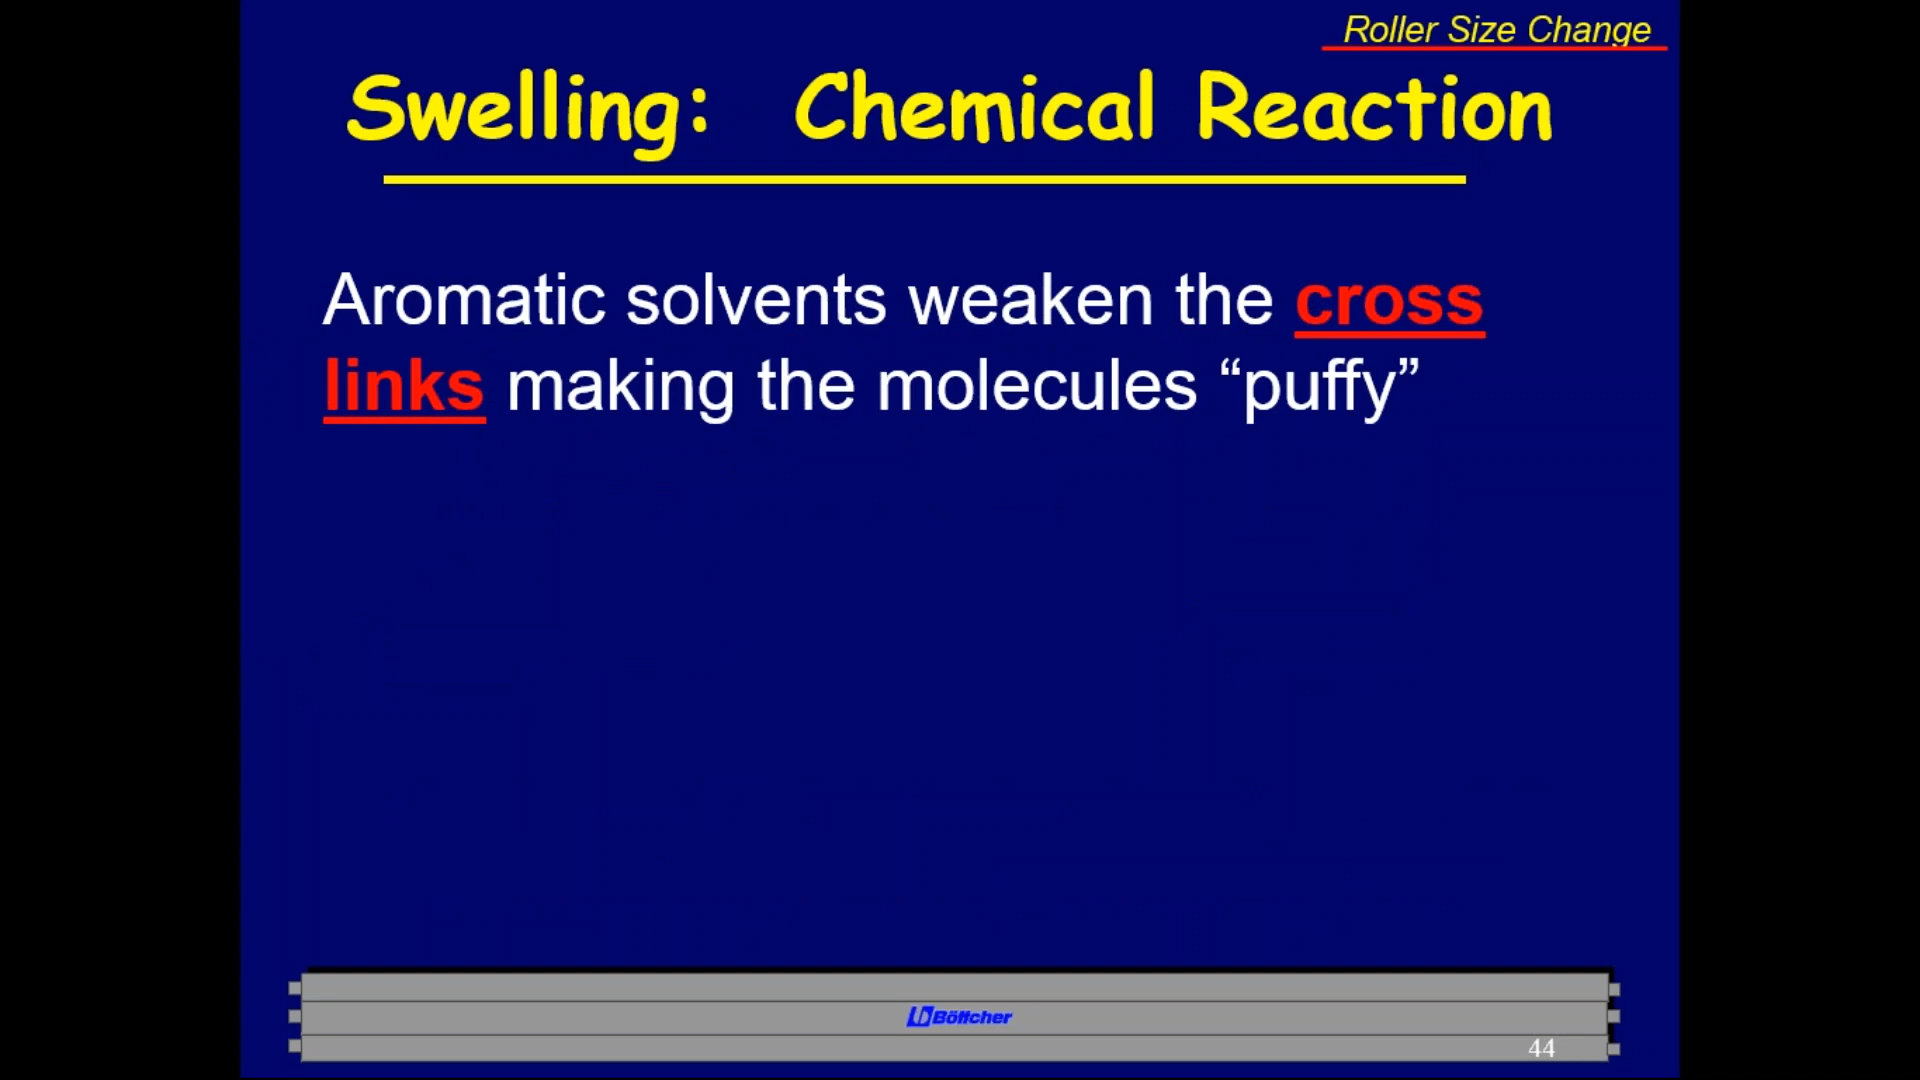 Roller Size Change
Swelling: Chemical Reaction
Aromatic solvents weaken the cross
links making the molecules “puffy”
Böttcher
44